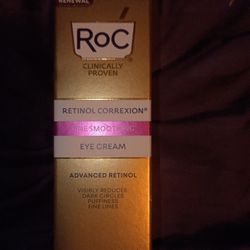 RENEWAL
RoC
CLINICALLY
PROVEN
RETINOL CORREXION®
EYE CREAM
ADVANCED RETINOL
VISIBLY REDUCES
DARK CIRCLES
PUFFINESS
FINE LINES